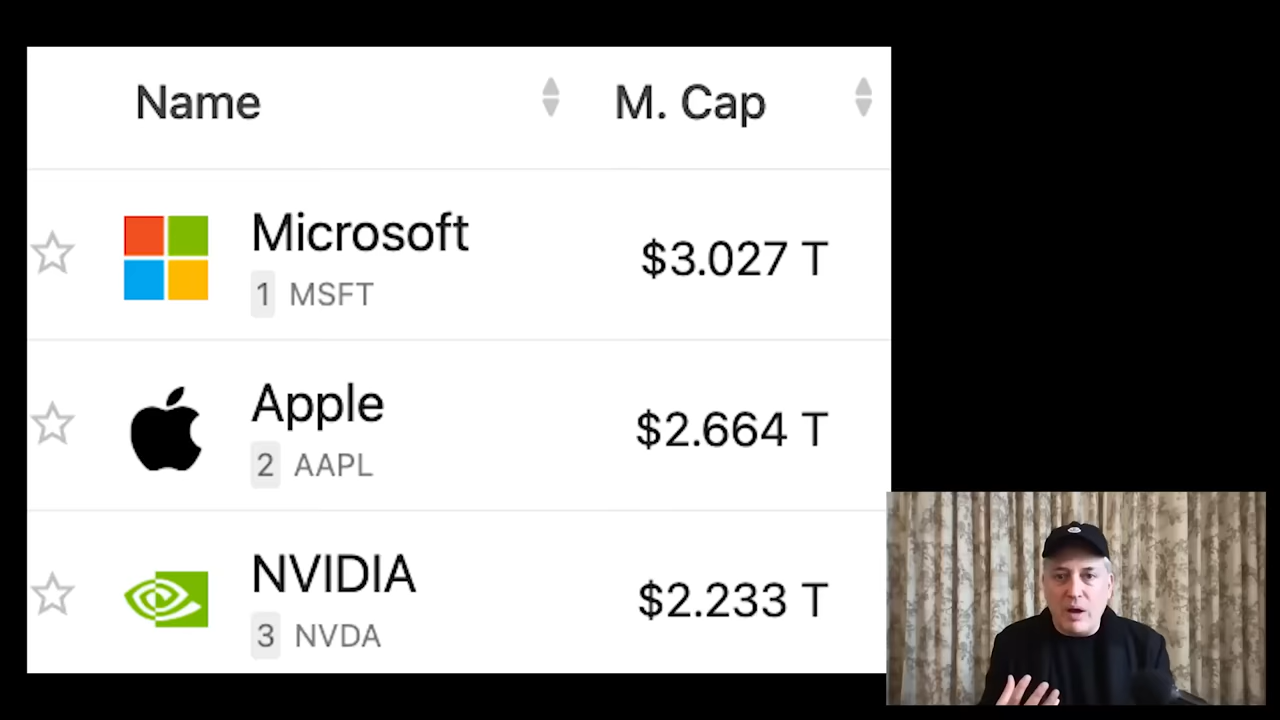 Name M. Cap
Microsoft
1 MSFT
$3.027 T
Apple
2 AAPL
$2.664 T
NVIDIA
3 NVDA
$2.233 T